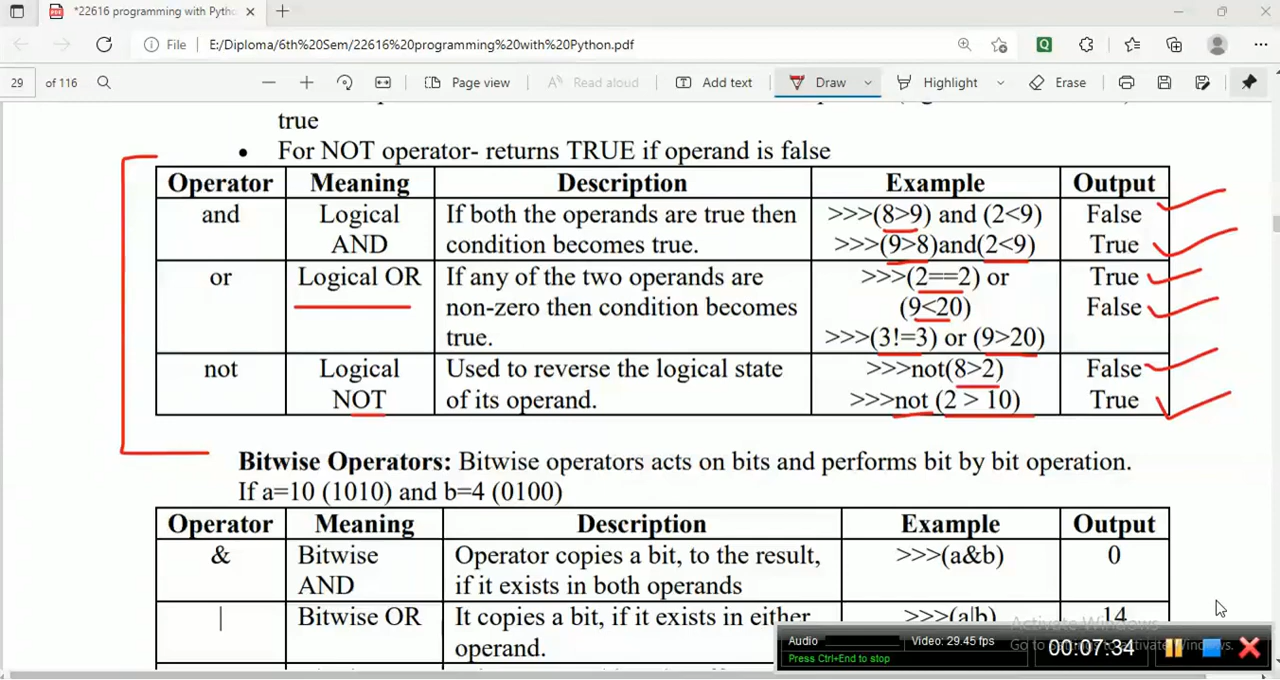 *22616 programming with Pytho
File
E:/Diploma/6th%20Sem/22616%20programming%20with%20Python.pdf
29 of 116
Page view
Read aloud
Add text
Draw
Highlight
Erase
true
• For NOT operator- returns TRUE if operand is false
Operator Meaning Description Example Output
and Logical If both the operands are true then >>>(8>9) and (2<9) False
AND condition becomes true. >>>(9>8)and(2<9) True
or Logical OR If any of the two operands are >>>(2==2) or True
non-zero then condition becomes (9<20) False
true. >>>(3!=3) or (9>20)
not Logical Used to reverse the logical state >>>not(8>2) False
NOT of its operand. >>>not (2 > 10) True
Bitwise Operators: Bitwise operators acts on bits and performs bit by bit operation.
If a=10 (1010) and b=4 (0100)
Operator Meaning Description Example Output
& Bitwise Operator copies a bit, to the result, >>>(a&b) 0
AND if it exists in both operands
| Bitwise OR It copies a bit, if it exists in either >>>(a|b) 14
operand.
Activate Windows
Go to Settings to activate Windows.
Audio
Video: 29.45 fps
Press Ctrl+End to stop
00:07:34